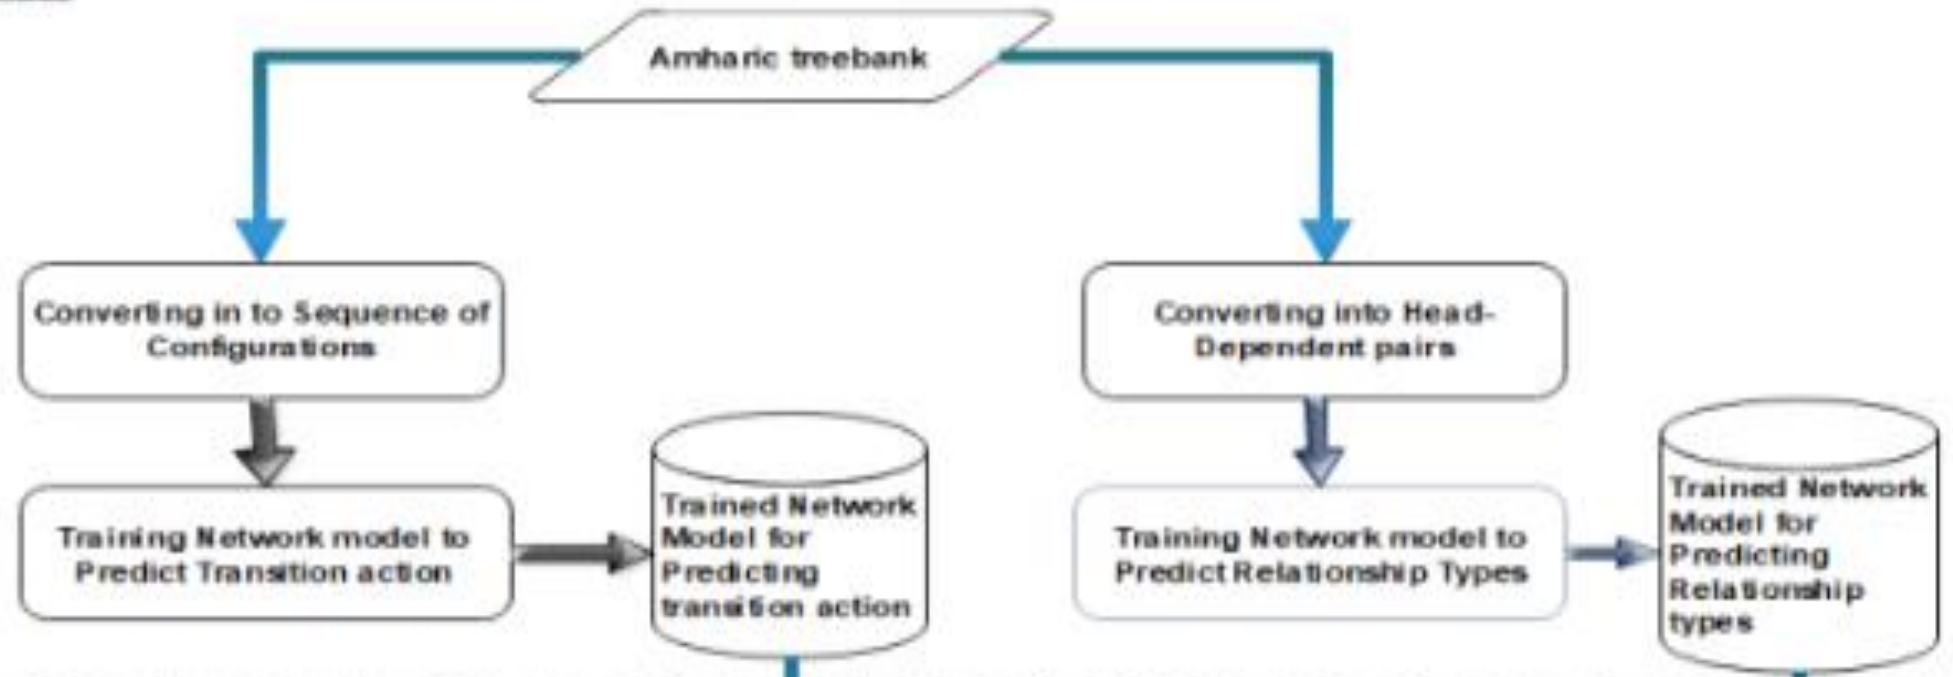 Amharic treebank
Converting in to Sequence of
Configurations
Converting into Head-
Dependent pairs
Training Network model to
Predict Transition action
Trained Network
Model for
Predicting
transition action
Training Network model to
Predict Relationship Types
Trained Network
Model for
Predicting
Relationship
types